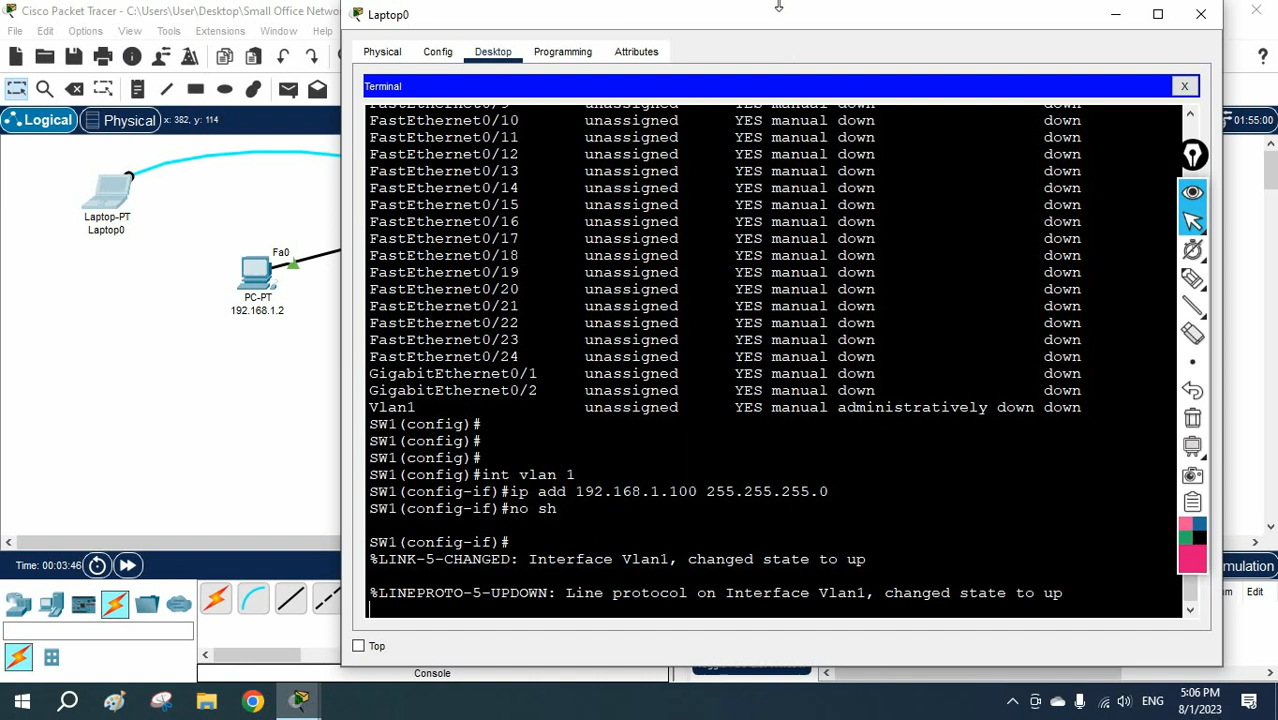 Cisco Packet Tracer - C:\Users\User\Desktop\Small Office Netw
Laptop0
File Edit Options View Tools Extensions Window Help
Physical Config Desktop Programming Attributes
Terminal
X
Logical
Physical x: 382, y: 114
01:55:00
FastEthernet0/9 unassigned YES manual down down
FastEthernet0/10 unassigned YES manual down down
FastEthernet0/11 unassigned YES manual down down
FastEthernet0/12 unassigned YES manual down down
FastEthernet0/13 unassigned YES manual down down
FastEthernet0/14 unassigned YES manual down down
FastEthernet0/15 unassigned YES manual down down
FastEthernet0/16 unassigned YES manual down down
FastEthernet0/17 unassigned YES manual down down
FastEthernet0/18 unassigned YES manual down down
FastEthernet0/19 unassigned YES manual down down
FastEthernet0/20 unassigned YES manual down down
FastEthernet0/21 unassigned YES manual down down
FastEthernet0/22 unassigned YES manual down down
FastEthernet0/23 unassigned YES manual down down
FastEthernet0/24 unassigned YES manual down down
GigabitEthernet0/1 unassigned YES manual down down
GigabitEthernet0/2 unassigned YES manual down down
Vlan1 unassigned YES manual administratively down down
SW1(config)#
SW1(config)#
SW1(config)#
SW1(config)#int vlan 1
SW1(config-if)#ip add 192.168.1.100 255.255.255.0
SW1(config-if)#no sh
SW1(config-if)#
%LINK-5-CHANGED: Interface Vlan1, changed state to up
%LINEPROTO-5-UPDOWN: Line protocol on Interface Vlan1, changed state to up
Top
Laptop-PT
Laptop0
Fa0
PC-PT
192.168.1.2
Time: 00:03:46
imulation
m Edit
Console
ENG
5:06 PM
8/1/2023